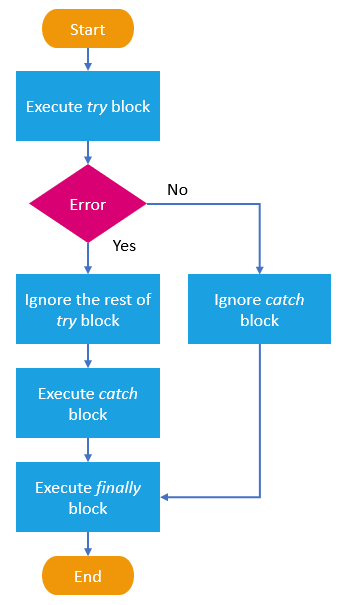 Start
Execute try block
Error
No
Yes
Ignore the rest of
try block
Ignore catch
block
Execute catch
block
Execute finally
block
End